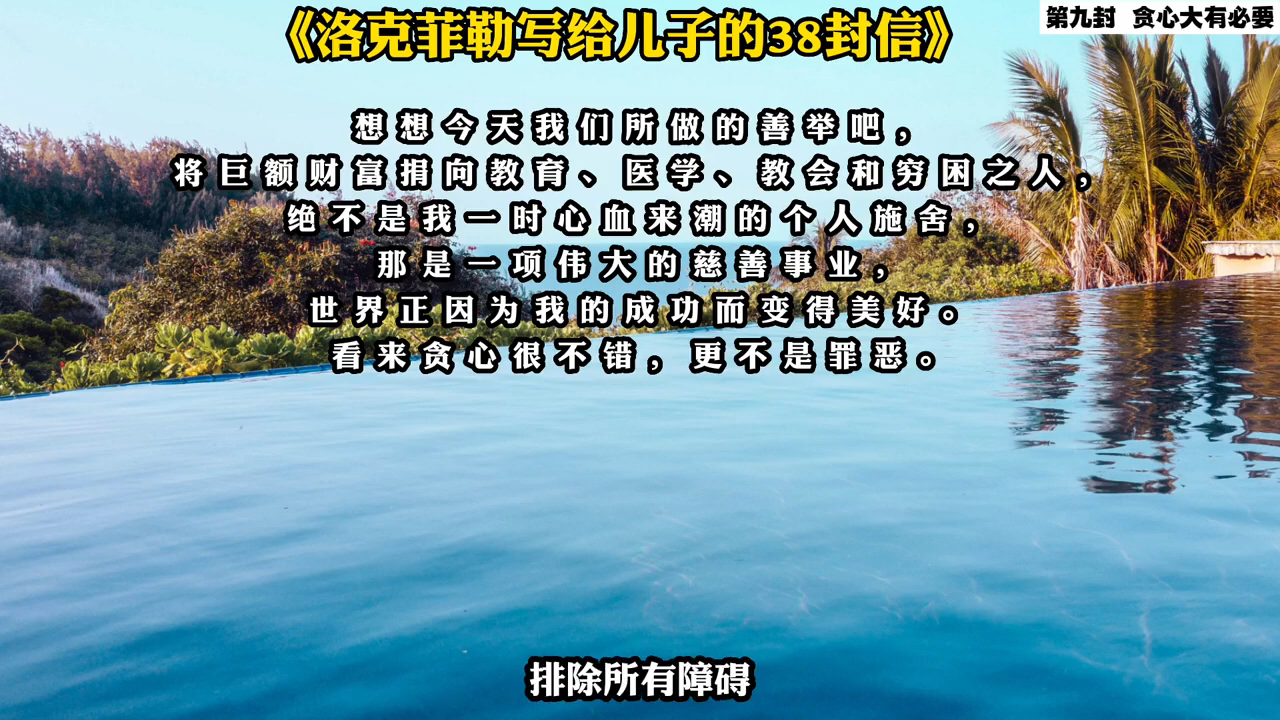 《洛克菲勒写给儿子的38封信》
第九封 贪心大有必要
想想今天我们所做的善举吧，
将巨额财富捐向教育、医学、教会和穷困之人，
绝不是我一时心血来潮的个人施舍，
那是一项伟大的慈善事业，
世界正因为我的成功而变得美好。
看来贪心很不错，更不是罪恶。
排除所有障碍